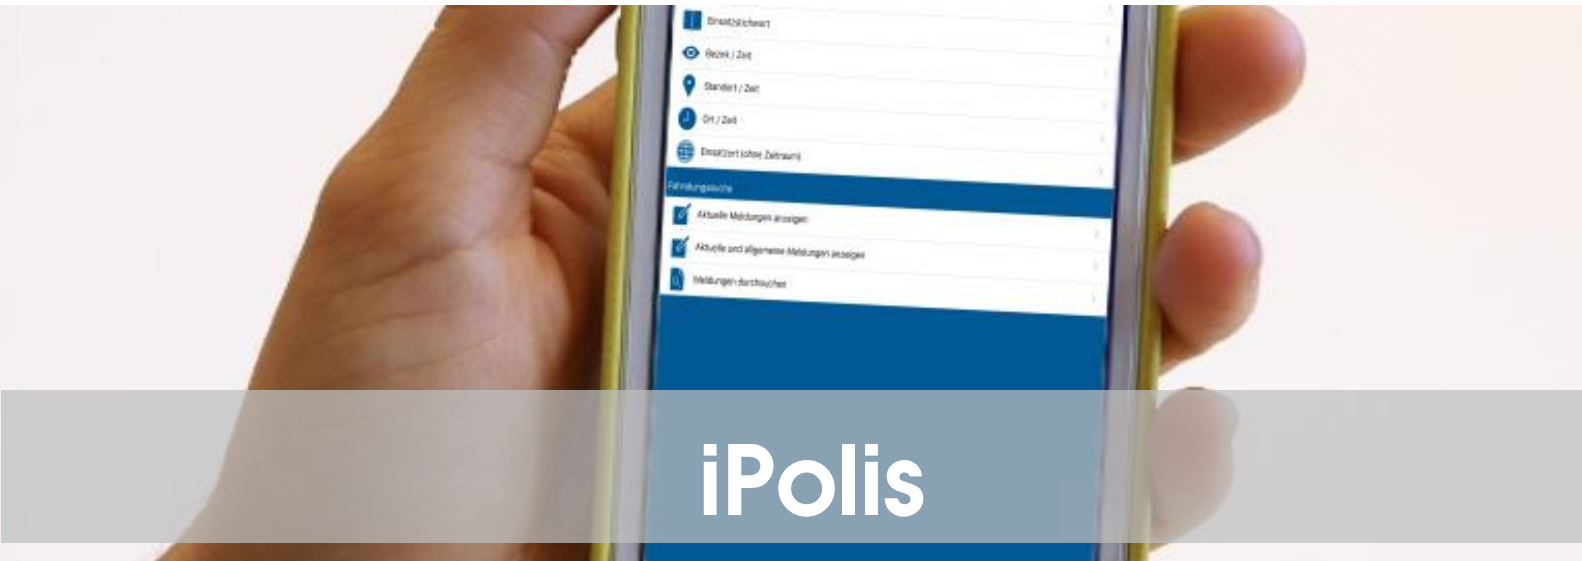 Einsatzstichwort
Bezirk / Zeit
Standort / Zeit
Ort / Zeit
Einsatzort (ohne Zeitraum)
Fahndungssuche
Aktuelle Meldungen anzeigen
Aktuelle und allgemeine Meldungen anzeigen
Meldungen durchsuchen
iPolis